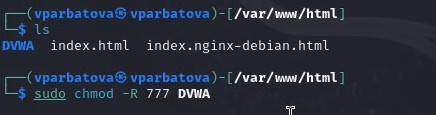 ┌──(vparbatova㉿vparbatova)-[/var/www/html]
└─$ ls
DVWA index.html index.nginx-debian.html
┌──(vparbatova㉿vparbatova)-[/var/www/html]
└─$ sudo chmod -R 777 DVWA